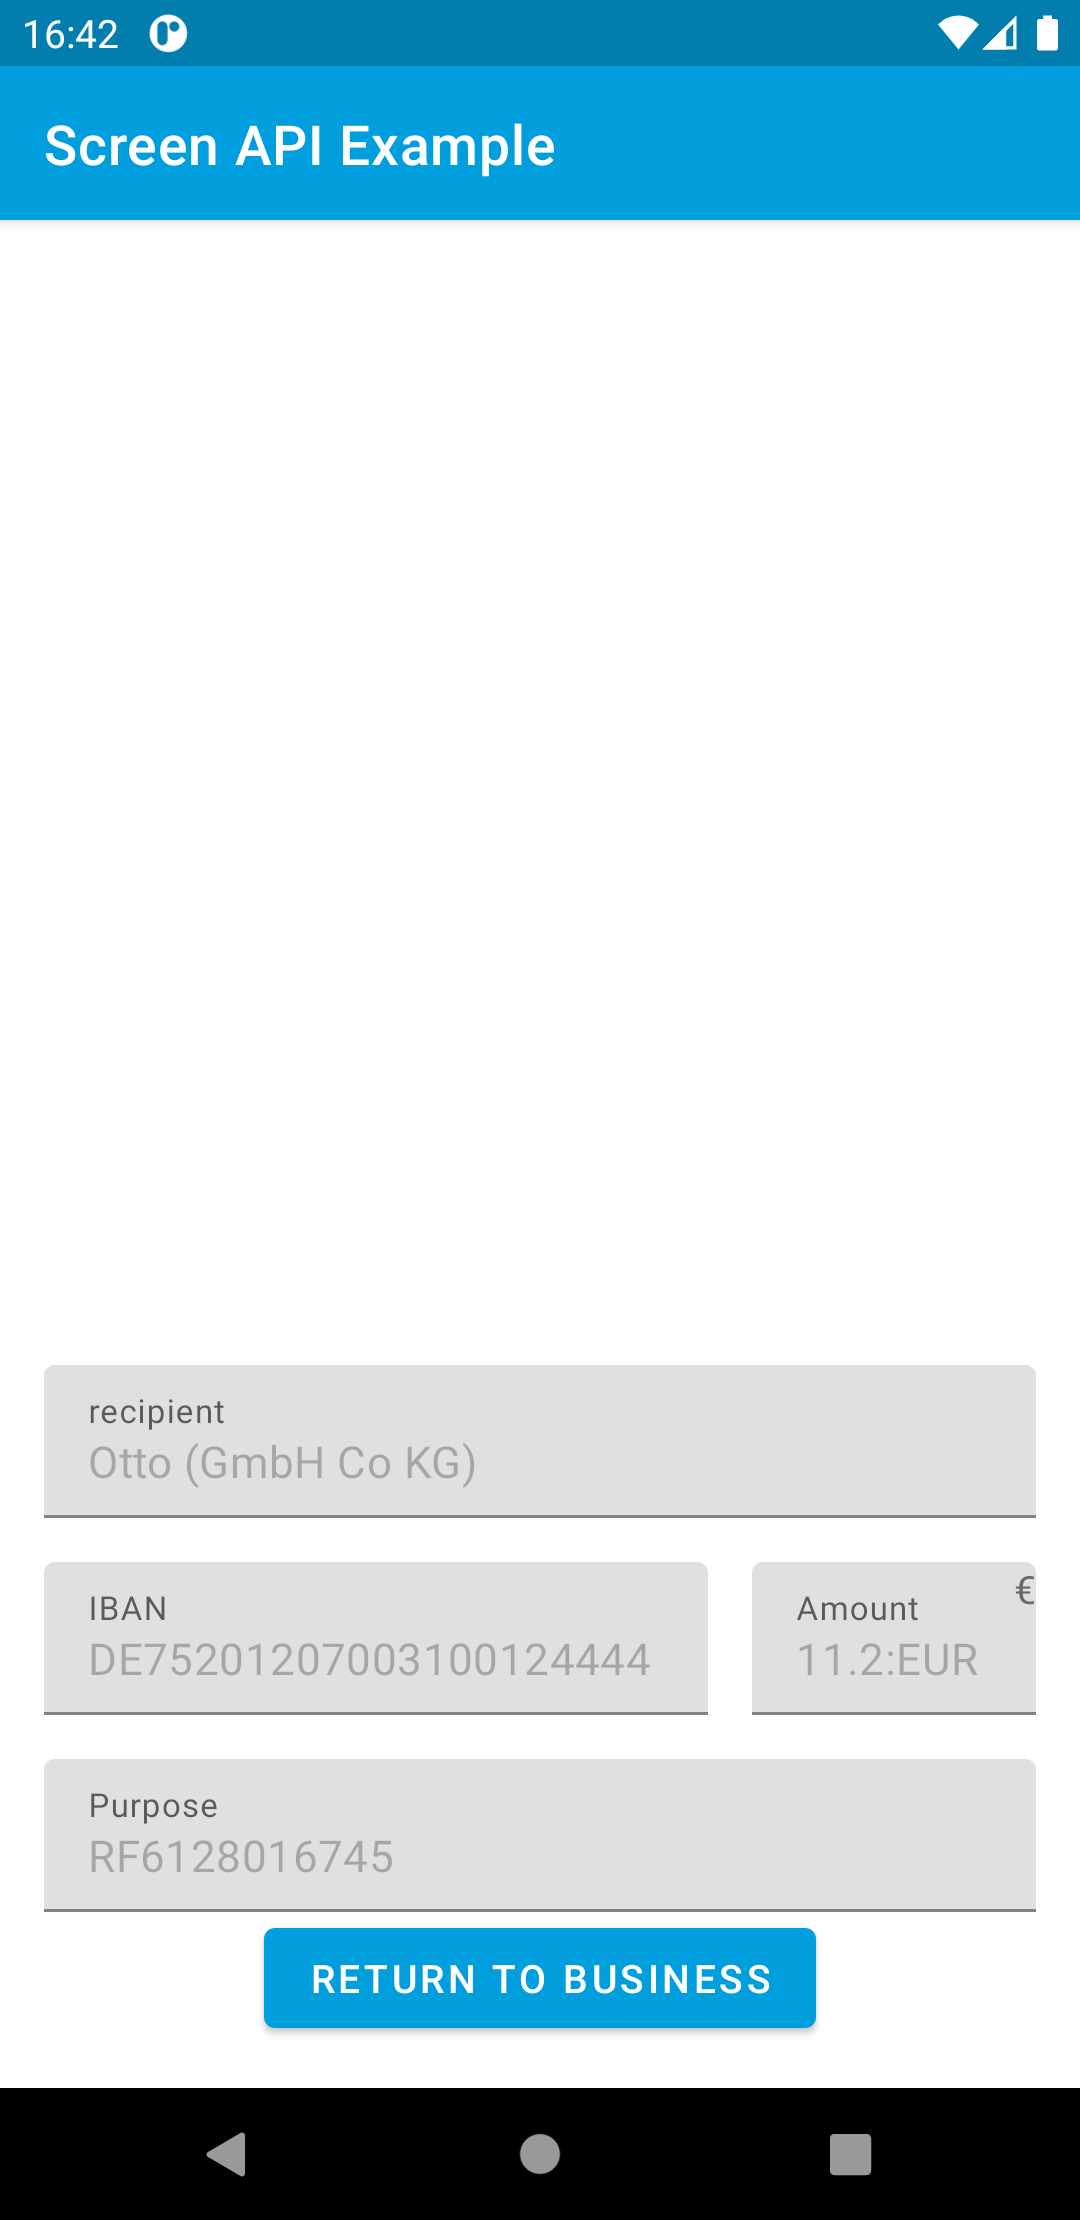 16:42
Screen API Example
recipient
Otto (GmbH Co KG)
IBAN
DE75201207003100124444
Amount
€
11.2:EUR
Purpose
RF6128016745
RETURN TO BUSINESS